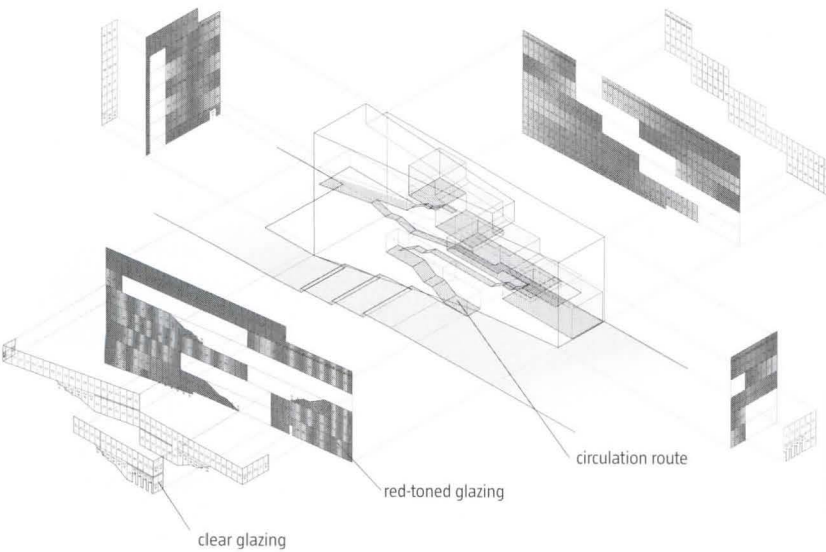 circulation route
red-toned glazing
clear glazing